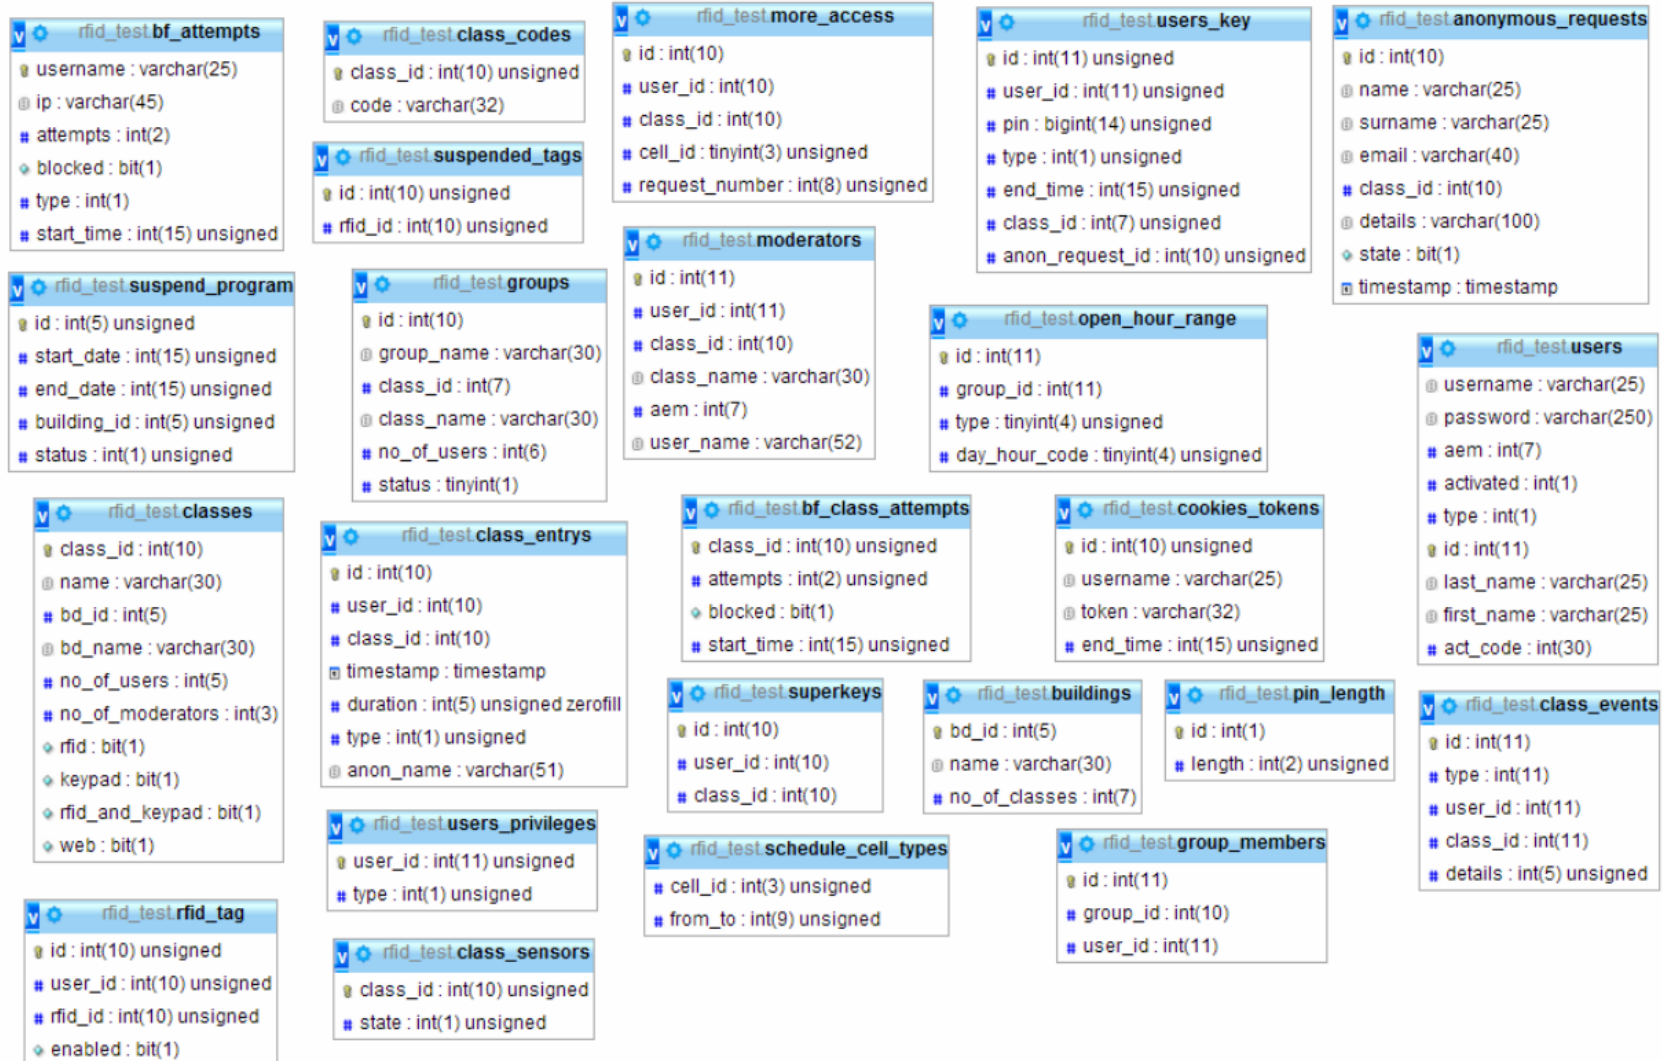 rfid_test.bf_attempts
username : varchar(25)
ip : varchar(45)
attempts : int(2)
blocked : bit(1)
type : int(1)
start_time : int(15) unsigned
rfid_test.class_codes
class_id : int(10) unsigned
code : varchar(32)
rfid_test.suspended_tags
id : int(10) unsigned
rfid_id : int(10) unsigned
rfid_test.more_access
id : int(10)
user_id : int(10)
class_id : int(10)
cell_id : tinyint(3) unsigned
request_number : int(8) unsigned
rfid_test.users_key
id : int(11) unsigned
user_id : int(11) unsigned
pin : bigint(14) unsigned
type : int(1) unsigned
end_time : int(15) unsigned
class_id : int(7) unsigned
anon_request_id : int(10) unsigned
rfid_test.anonymous_requests
id : int(10)
name : varchar(25)
surname : varchar(25)
email : varchar(40)
class_id : int(10)
details : varchar(100)
state : bit(1)
timestamp : timestamp
rfid_test.suspend_program
id : int(5) unsigned
start_date : int(15) unsigned
end_date : int(15) unsigned
building_id : int(5) unsigned
status : int(1) unsigned
rfid_test.groups
id : int(10)
group_name : varchar(30)
class_id : int(7)
class_name : varchar(30)
no_of_users : int(6)
status : tinyint(1)
rfid_test.moderators
id : int(11)
user_id : int(11)
class_id : int(10)
class_name : varchar(30)
aem : int(7)
user_name : varchar(52)
rfid_test.open_hour_range
id : int(11)
group_id : int(11)
type : tinyint(4) unsigned
day_hour_code : tinyint(4) unsigned
rfid_test.users
username : varchar(25)
password : varchar(250)
aem : int(7)
activated : int(1)
type : int(1)
id : int(11)
last_name : varchar(25)
first_name : varchar(25)
act_code : int(30)
rfid_test.classes
class_id : int(10)
name : varchar(30)
bd_id : int(5)
bd_name : varchar(30)
no_of_users : int(5)
no_of_moderators : int(3)
rfid : bit(1)
keypad : bit(1)
rfid_and_keypad : bit(1)
web : bit(1)
rfid_test.class_entrys
id : int(10)
user_id : int(10)
class_id : int(10)
timestamp : timestamp
duration : int(5) unsigned zerofill
type : int(1) unsigned
anon_name : varchar(51)
rfid_test.bf_class_attempts
class_id : int(10) unsigned
attempts : int(2) unsigned
blocked : bit(1)
start_time : int(15) unsigned
rfid_test.cookies_tokens
id : int(10) unsigned
username : varchar(25)
token : varchar(32)
end_time : int(15) unsigned
rfid_test.superkeys
id : int(10)
user_id : int(10)
class_id : int(10)
rfid_test.buildings
bd_id : int(5)
name : varchar(30)
no_of_classes : int(7)
rfid_test.pin_length
id : int(1)
length : int(2) unsigned
rfid_test.class_events
id : int(11)
type : int(11)
user_id : int(11)
class_id : int(11)
details : int(5) unsigned
rfid_test.users_privileges
user_id : int(11) unsigned
type : int(1) unsigned
rfid_test.schedule_cell_types
cell_id : int(3) unsigned
from_to : int(9) unsigned
rfid_test.group_members
id : int(11)
group_id : int(10)
user_id : int(11)
rfid_test.rfid_tag
id : int(10) unsigned
user_id : int(10) unsigned
rfid_id : int(10) unsigned
enabled : bit(1)
rfid_test.class_sensors
class_id : int(10) unsigned
state : int(1) unsigned